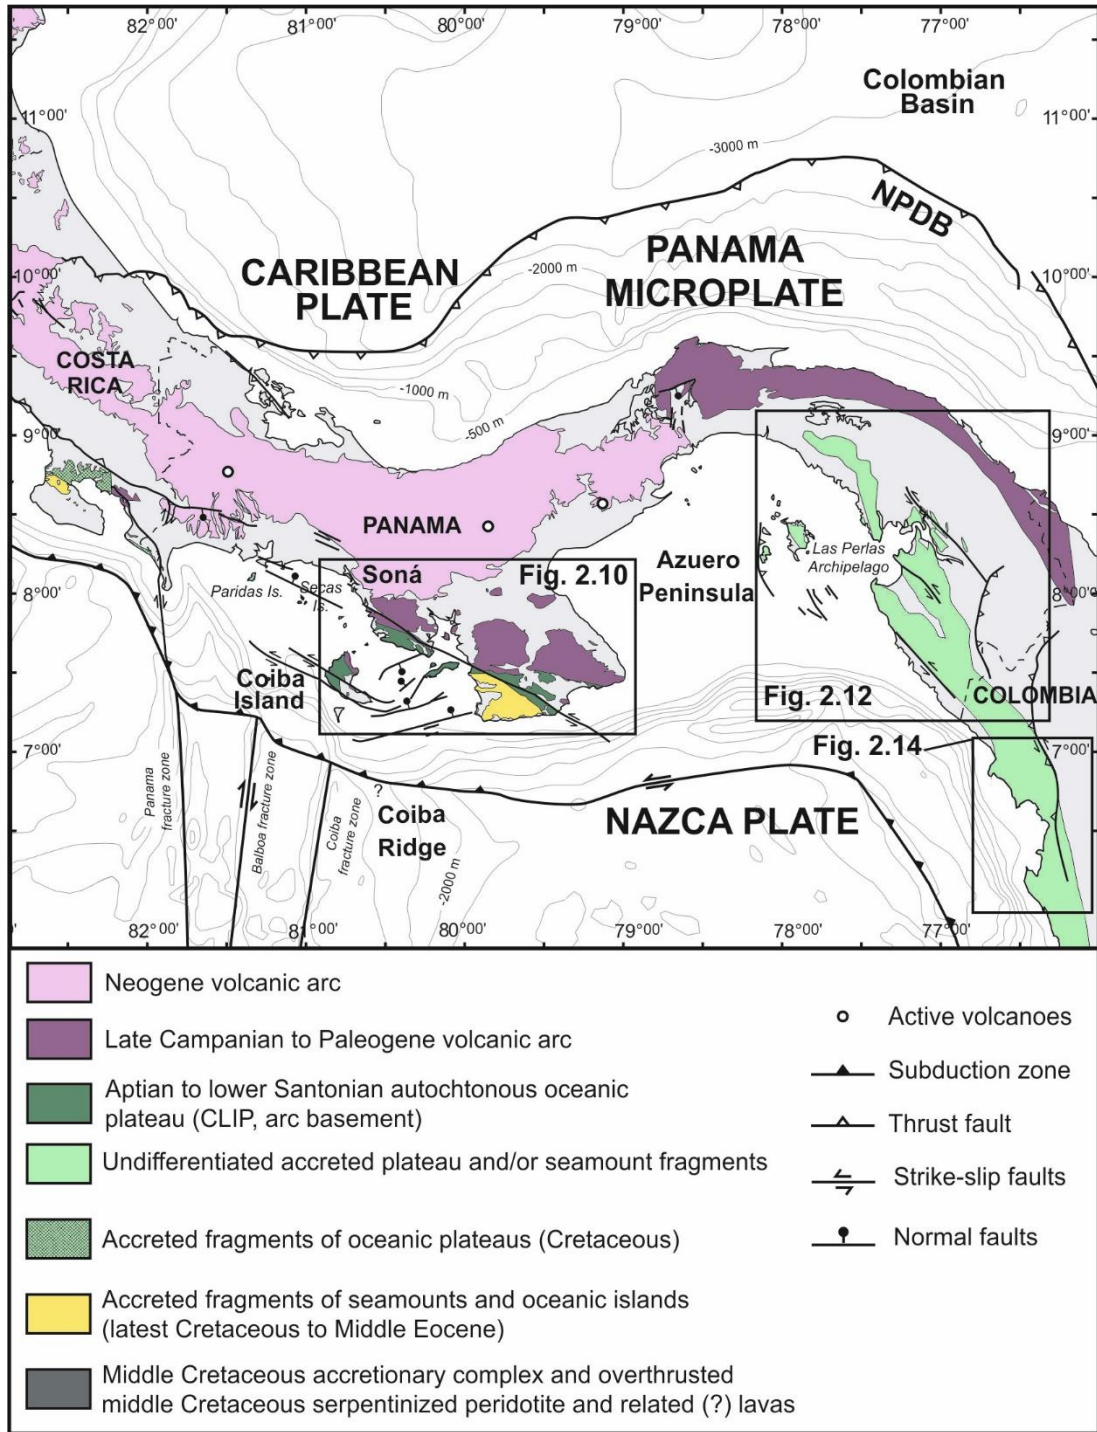 82°00' 81°00' 80°00' 79°00' 78°00' 77°00'
Colombian
Basin
11°00' 11°00'
-3000 m
NPDB
CARIBBEAN
PLATE
PANAMA
MICROPLATE
-2000 m
10°00' 10°00'
COSTA
RICA
-1000 m
-500 m
9°00' 9°00'
PANAMA
Las Perlas
Archipelago
Azuero
Peninsula
Soná
Fig. 2.10
Paridas Is.
Secas
Is.
8°00' 8°00'
Coiba
Island
Fig. 2.12
COLOMBIA
Fig. 2.14
7°00' 7°00'
Panama
fracture zone
Balboa fracture zone
Coiba
fracture zone
?
Coiba
Ridge
-2000 m
NAZCA PLATE
82°00' 81°00' 80°00' 79°00' 78°00' 77°00'
Neogene volcanic arc
Late Campanian to Paleogene volcanic arc
Aptian to lower Santonian autochtonous oceanic
plateau (CLIP, arc basement)
Undifferentiated accreted plateau and/or seamount fragments
Accreted fragments of oceanic plateaus (Cretaceous)
Accreted fragments of seamounts and oceanic islands
(latest Cretaceous to Middle Eocene)
Middle Cretaceous accretionary complex and overthrusted
middle Cretaceous serpentinized peridotite and related (?) lavas
Active volcanoes
Subduction zone
Thrust fault
Strike-slip faults
Normal faults